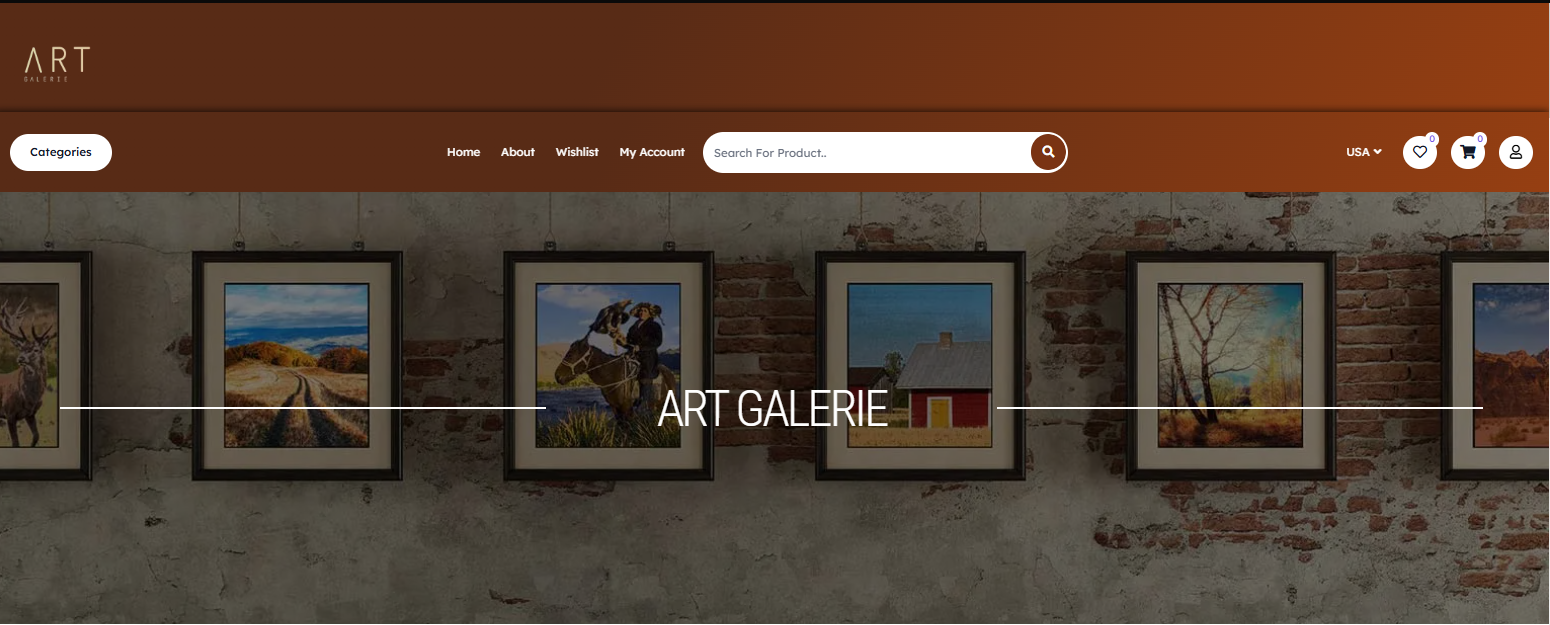 ART
GALERIE
Categories
Home About Wishlist My Account Search For Product.. USA 0 0
ART GALERIE